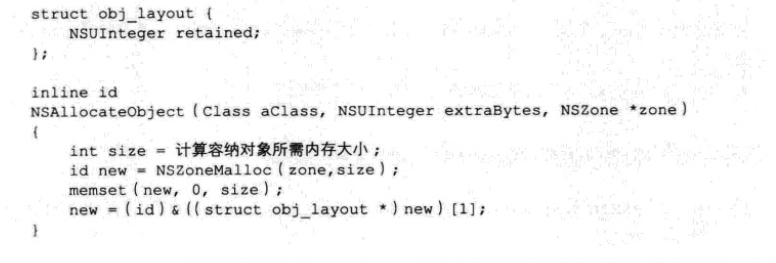 struct obj_layout {
    NSUInteger retained;
};

inline id
NSAllocateObject (Class aClass, NSUInteger extraBytes, NSZone *zone)
{
    int size = 计算容纳对象所需内存大小;
    id new = NSZoneMalloc (zone,size);
    memset (new, 0, size);
    new = (id) & ((struct obj_layout *) new) [1];
}